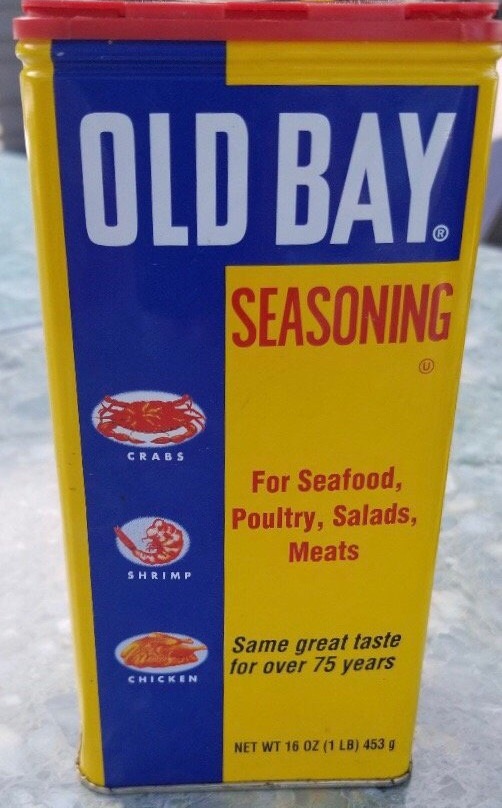 OLD BAY®
SEASONING
Ⓤ
CRABS
For Seafood,
Poultry, Salads,
Meats
SHRIMP
Same great taste
for over 75 years
CHICKEN
NET WT 16 OZ (1 LB) 453 g